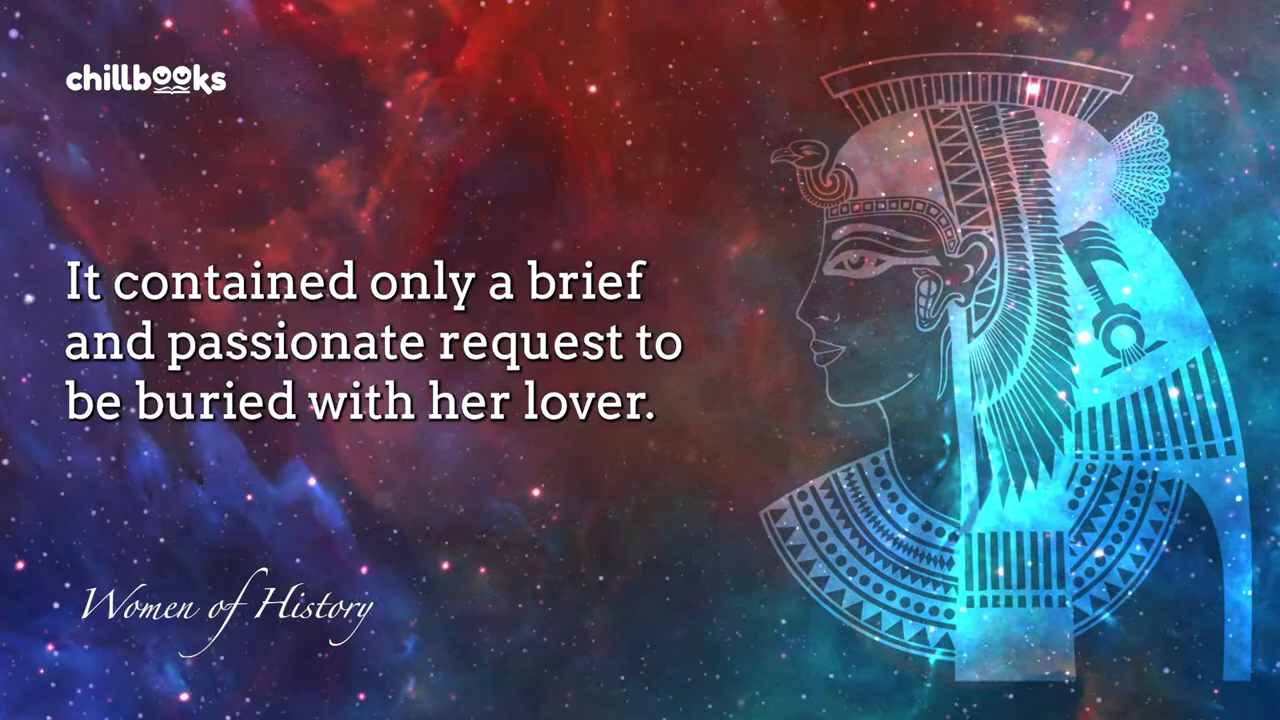 chillbooks
It contained only a brief
and passionate request to
be buried with her lover.
Women of History